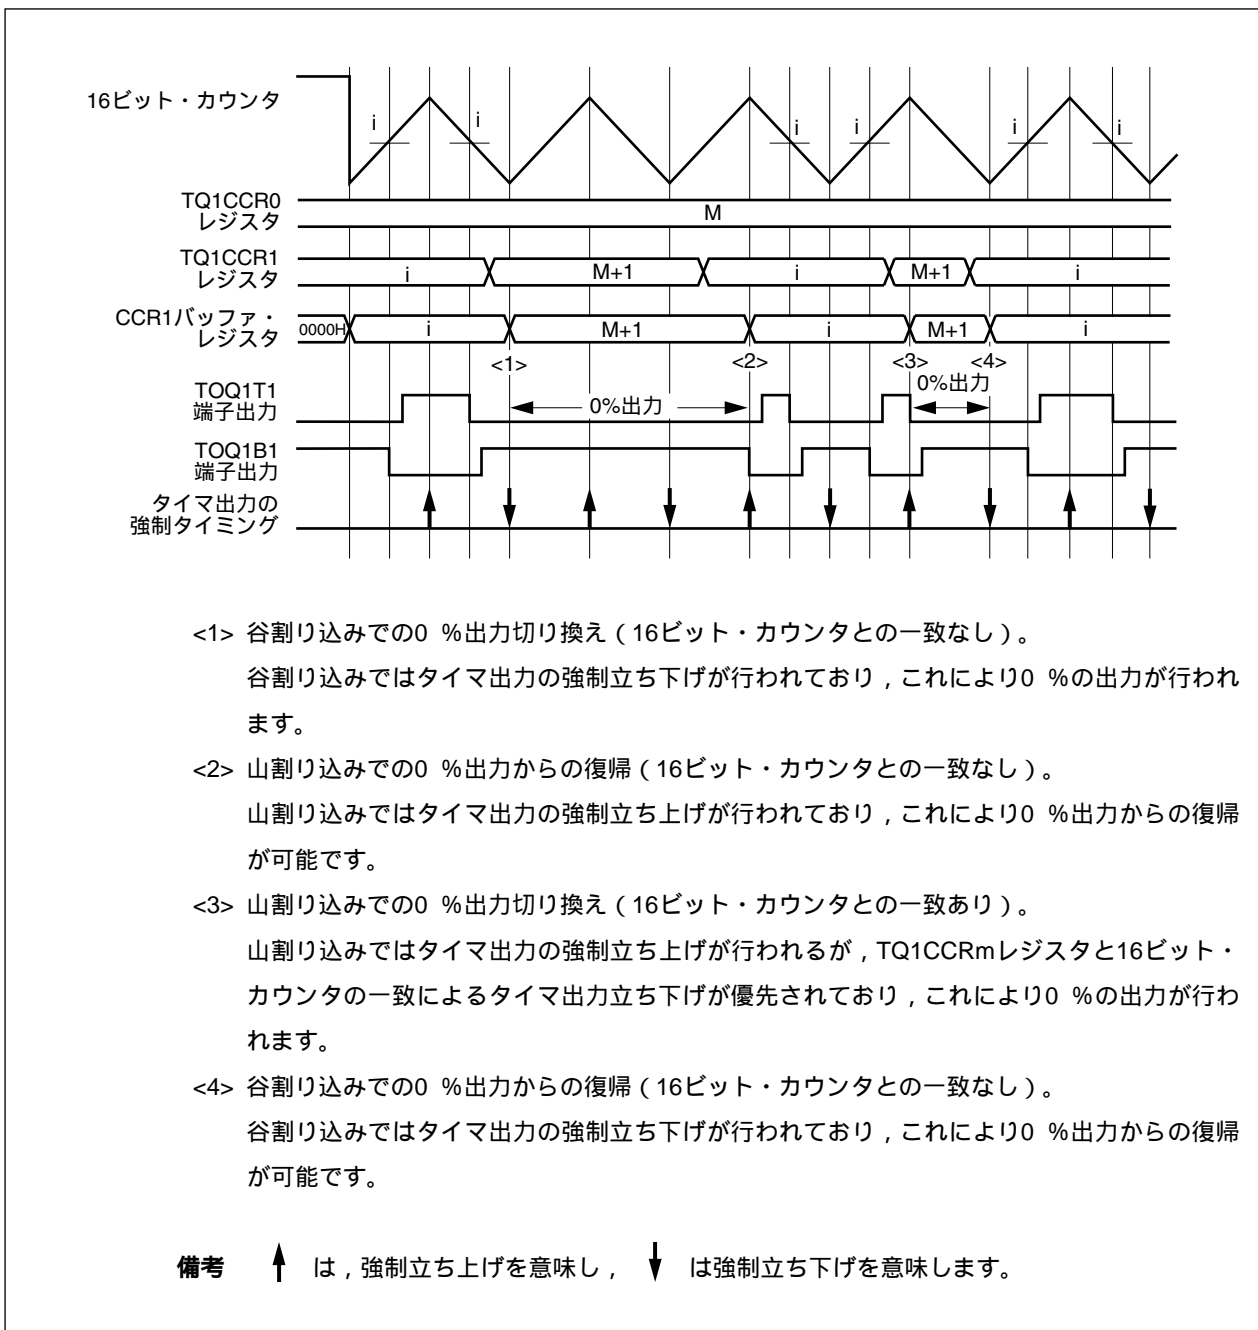 16ビット・カウンタ
i
i
i
i
i
i
TQ1CCR0
レジスタ
M
TQ1CCR1
レジスタ
i
M+1
i
M+1
i
CCR1バッファ・
レジスタ
0000H
i
M+1
i
M+1
i
<1>
<2>
<3>
<4>
TOQ1T1
端子出力
0%出力
0%出力
TOQ1B1
端子出力
タイマ出力の
強制タイミング
<1> 谷割り込みでの0 %出力切り換え(16ビット・カウンタとの一致なし)。
谷割り込みではタイマ出力の強制立ち下げが行われており,これにより0 %の出力が行われ
ます。
<2> 山割り込みでの0 %出力からの復帰(16ビット・カウンタとの一致なし)。
山割り込みではタイマ出力の強制立ち上げが行われており,これにより0 %出力からの復帰
が可能です。
<3> 山割り込みでの0 %出力切り換え(16ビット・カウンタとの一致あり)。
山割り込みではタイマ出力の強制立ち上げが行われるが,TQ1CCRmレジスタと16ビット・
カウンタの一致によるタイマ出力立ち下げが優先されており,これにより0 %の出力が行わ
れます。
<4> 谷割り込みでの0 %出力からの復帰(16ビット・カウンタとの一致なし)。
谷割り込みではタイマ出力の強制立ち下げが行われており,これにより0 %出力からの復帰
が可能です。
備考 は,強制立ち上げを意味し, は強制立ち下げを意味します。